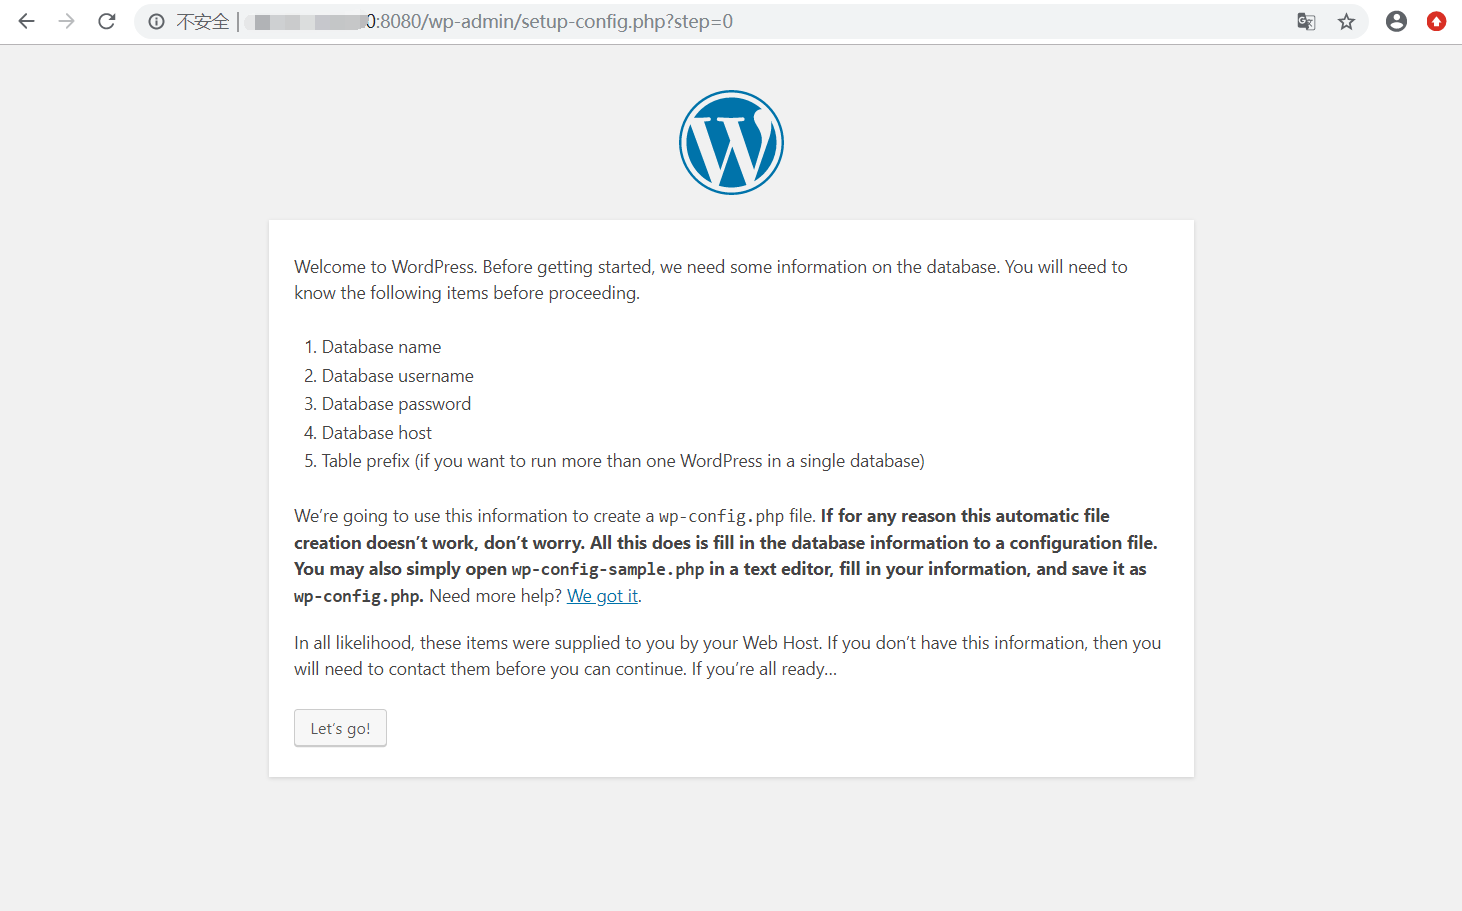 不安全 | 0:8080/wp-admin/setup-config.php?step=0
Welcome to WordPress. Before getting started, we need some information on the database. You will need to
know the following items before proceeding.
1. Database name
2. Database username
3. Database password
4. Database host
5. Table prefix (if you want to run more than one WordPress in a single database)
We’re going to use this information to create a wp-config.php file. If for any reason this automatic file
creation doesn’t work, don’t worry. All this does is fill in the database information to a configuration file.
You may also simply open wp-config-sample.php in a text editor, fill in your information, and save it as
wp-config.php. Need more help? We got it.
In all likelihood, these items were supplied to you by your Web Host. If you don’t have this information, then you
will need to contact them before you can continue. If you’re all ready…
Let’s go!